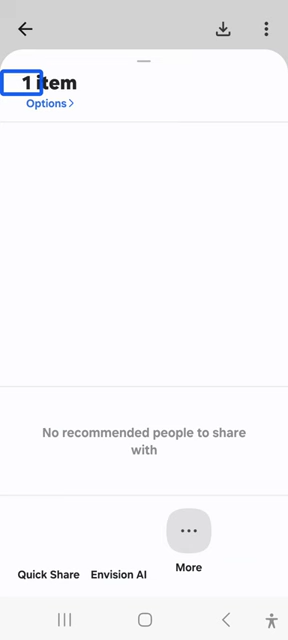 1 item
Options >
No recommended people to share
with
Quick Share
Envision AI
More